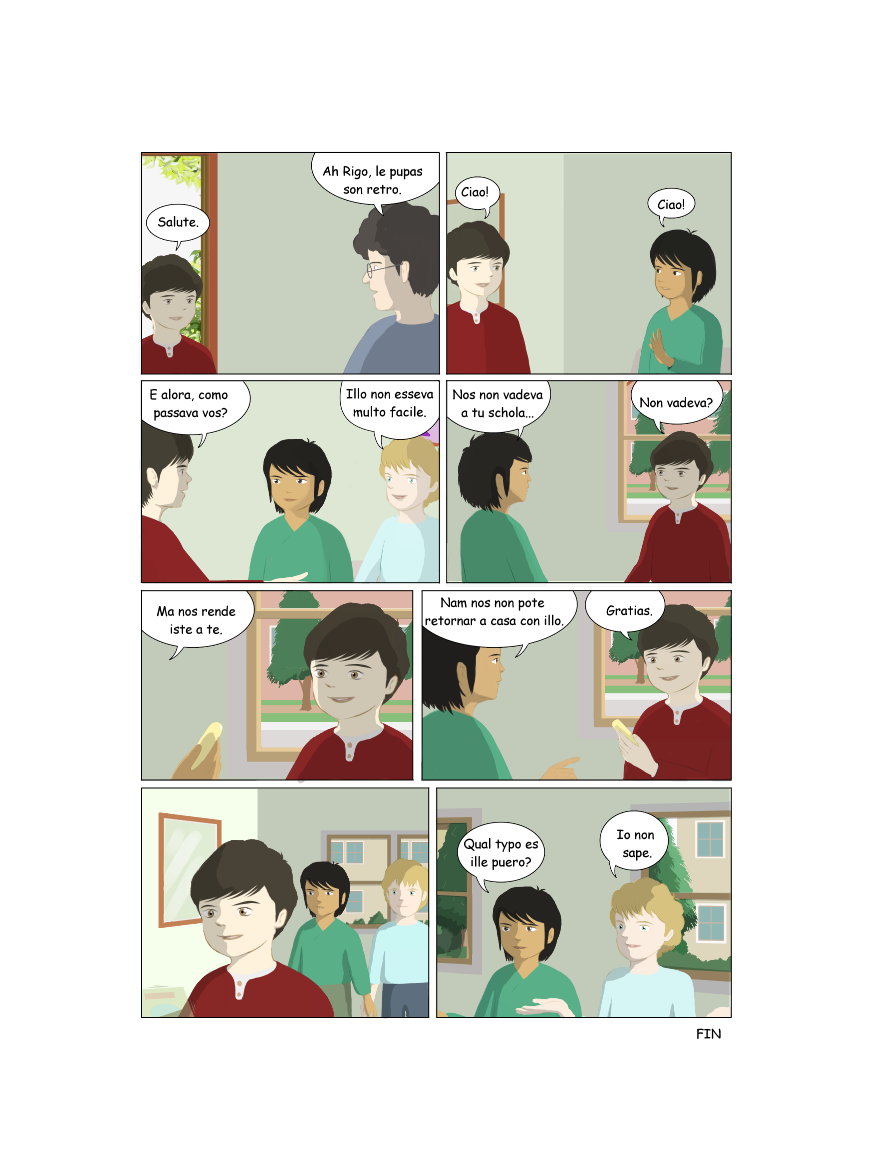 Salute.
Ah Rigo, le pupas
son retro.
Ciao!
Ciao!
E alora, como
passava vos?
Illo non esseva
multo facile.
Nos non vadeva
a tu schola...
Non vadeva?
Ma nos rende
iste a te.
Nam nos non pote
retornar a casa con illo.
Gratias.
Qual typo es
ille puero?
Io non
sape.
FIN